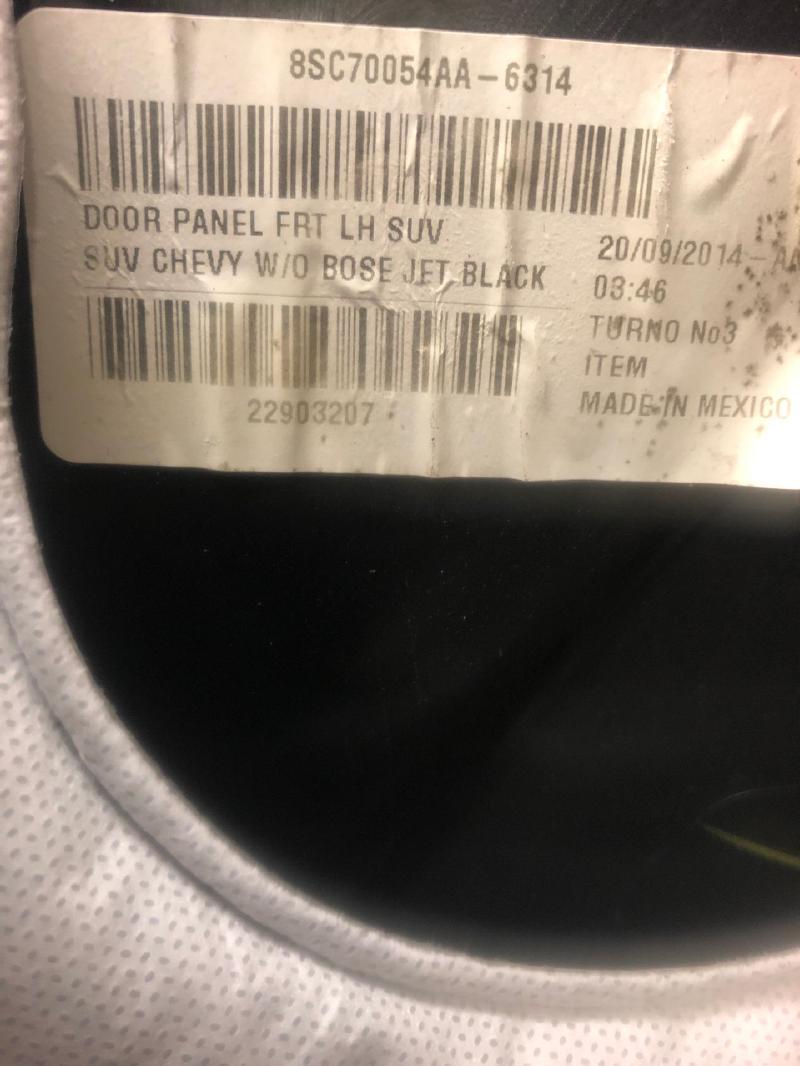 8SC70054AA-6314
DOOR PANEL FRT LH SUV
SUV CHEVY W/O BOSE JET BLACK
22903207
20/09/2014-AA
03:46
TURNO No3
ITEM
MADE IN MEXICO